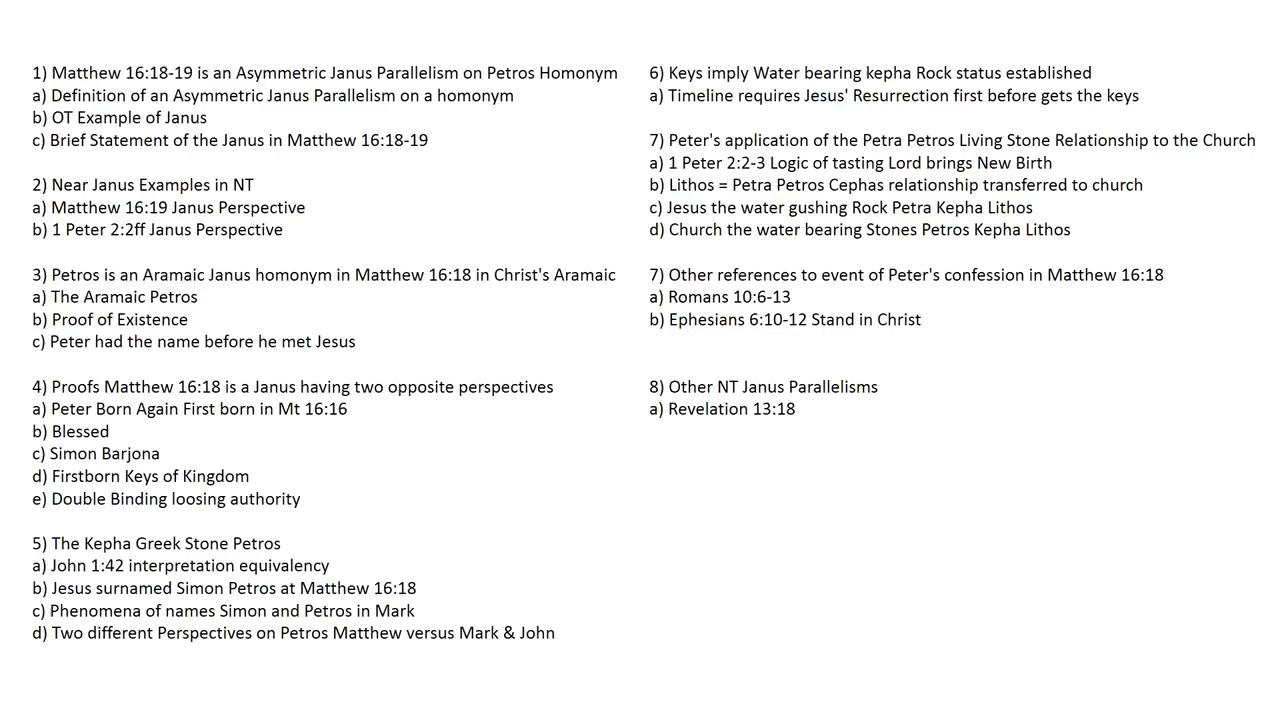 1) Matthew 16:18-19 is an Asymmetric Janus Parallelism on Petros Homonym
a) Definition of an Asymmetric Janus Parallelism on a homonym
b) OT Example of Janus
c) Brief Statement of the Janus in Matthew 16:18-19
2) Near Janus Examples in NT
a) Matthew 16:19 Janus Perspective
b) 1 Peter 2:2ff Janus Perspective
3) Petros is an Aramaic Janus homonym in Matthew 16:18 in Christ's Aramaic
a) The Aramaic Petros
b) Proof of Existence
c) Peter had the name before he met Jesus
4) Proofs Matthew 16:18 is a Janus having two opposite perspectives
a) Peter Born Again First born in Mt 16:16
b) Blessed
c) Simon Barjona
d) Firstborn Keys of Kingdom
e) Double Binding loosing authority
5) The Kepha Greek Stone Petros
a) John 1:42 interpretation equivalency
b) Jesus surnamed Simon Petros at Matthew 16:18
c) Phenomena of names Simon and Petros in Mark
d) Two different Perspectives on Petros Matthew versus Mark & John
6) Keys imply Water bearing kepha Rock status established
a) Timeline requires Jesus' Resurrection first before gets the keys
7) Peter's application of the Petra Petros Living Stone Relationship to the Church
a) 1 Peter 2:2-3 Logic of tasting Lord brings New Birth
b) Lithos = Petra Petros Cephas relationship transferred to church
c) Jesus the water gushing Rock Petra Kepha Lithos
d) Church the water bearing Stones Petros Kepha Lithos
7) Other references to event of Peter's confession in Matthew 16:18
a) Romans 10:6-13
b) Ephesians 6:10-12 Stand in Christ
8) Other NT Janus Parallelisms
a) Revelation 13:18